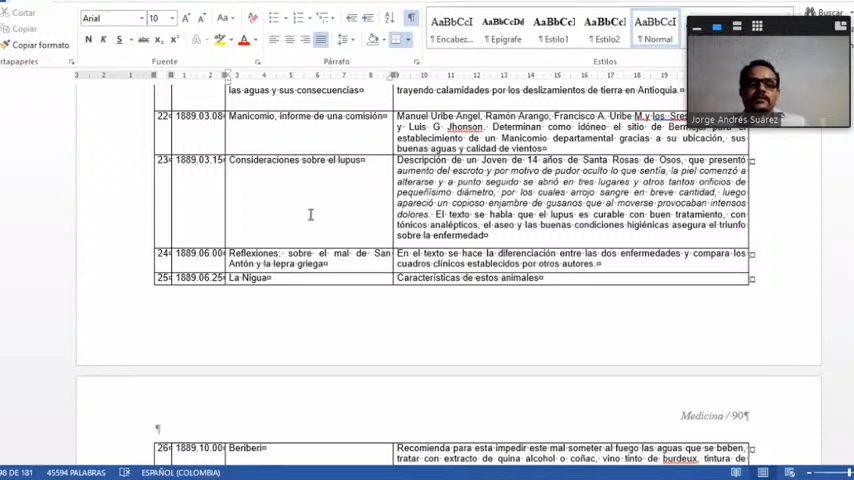 Cortar
Copiar
Copiar formato
rtapapeles
Arial
10
Fuente
Párrafo
AaBbCcI
AaBbCcDd
AaBbCcI
AaBbCcI
AaBbCcI
Encabez...
Epígrafe
Estilo1
Estilo2
Normal
Estilos
Buscar
Jorge Andrés Suárez
las aguas y sus consecuencias¤
trayendo calamidades por los deslizamientos de tierra en Antioquia.
22
1889.03.08
Manicomio, informe de una comisión¤
Manuel Uribe Angel, Ramón Arango, Francisco A. Uribe M y los Sres
y Luis G Jhonson. Determinan como idóneo el sitio de Bermejal para el
establecimiento de un Manicomio departamental gracias a su ubicación, sus
buenas aguas y calidad de vientos¤
23
1889.03.15
Consideraciones sobre el lupus¤
Descripción de un Joven de 14 años de Santa Rosas de Osos, que presentó
aumento del escroto y por motivo de pudor oculto lo que sentía, la piel comenzó a
alterarse y a punto seguido se abrió en tres lugares y otros tantos orificios de
pequeñísimo diámetro, por los cuales arrojo sangre en breve cantidad, luego
apareció un copioso enjambre de gusanos que al moverse provocaban intensos
dolores. El texto se habla que el lupus es curable con buen tratamiento, con
tónicos analépticos, el aseo y las buenas condiciones higiénicas asegura el triunfo
sobre la enfermedad¤
24
1889.06.00
Reflexiones: sobre el mal de San
Antón y la lepra griega¤
En el texto se hace la diferenciación entre las dos enfermedades y compara los
cuadros clínicos establecidos por otros autores.¤
25
1889.06.25
La Nigua¤
Características de estos animales¤
Medicina / 90¶
¶
26
1889.10.00
Beriberi¤
Recomienda para esta impedir este mal someter al fuego las aguas que se beben,
tratar con extracto de quina alcohol o coñac, vino tinto de burdeux, tintura de
98 DE 181
45594 PALABRAS
ESPAÑOL (COLOMBIA)